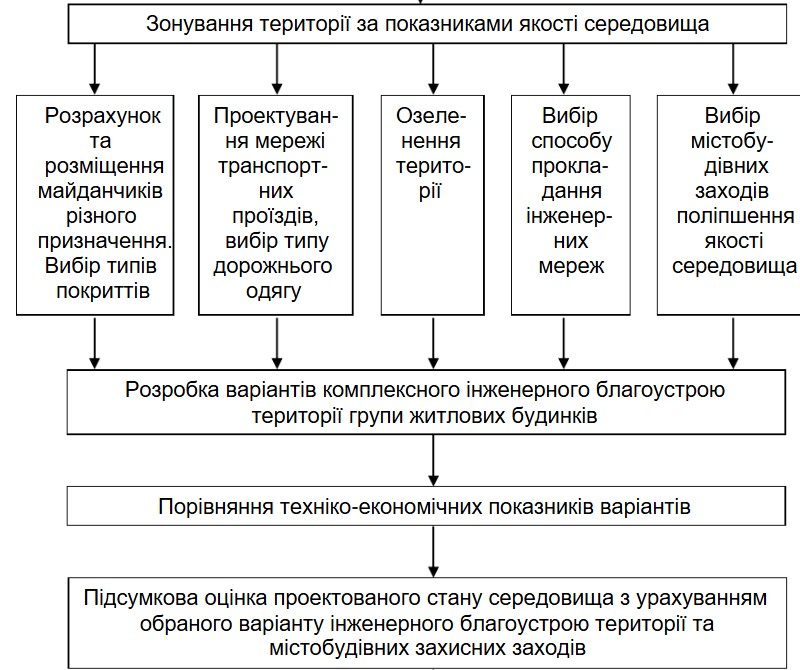 Зонування території за показниками якості середовища
Розрахунок
та
розміщення
майданчиків
різного
призначення.
Вибір типів
покриттів
Проектуван-
ня мережі
транспорт-
них
проїздів,
вибір типу
дорожнього
одягу
Озеле-
нення
терито-
рії
Вибір
способу
прокла-
дання
інженер-
них
мереж
Вибір
містобу-
дівних
заходів
поліпшення
якості
середовища
Розробка варіантів комплексного інженерного благоустрою
території групи житлових будинків
Порівняння техніко-економічних показників варіантів
Підсумкова оцінка проектованого стану середовища з урахуванням
обраного варіанту інженерного благоустрою території та
містобудівних захисних заходів